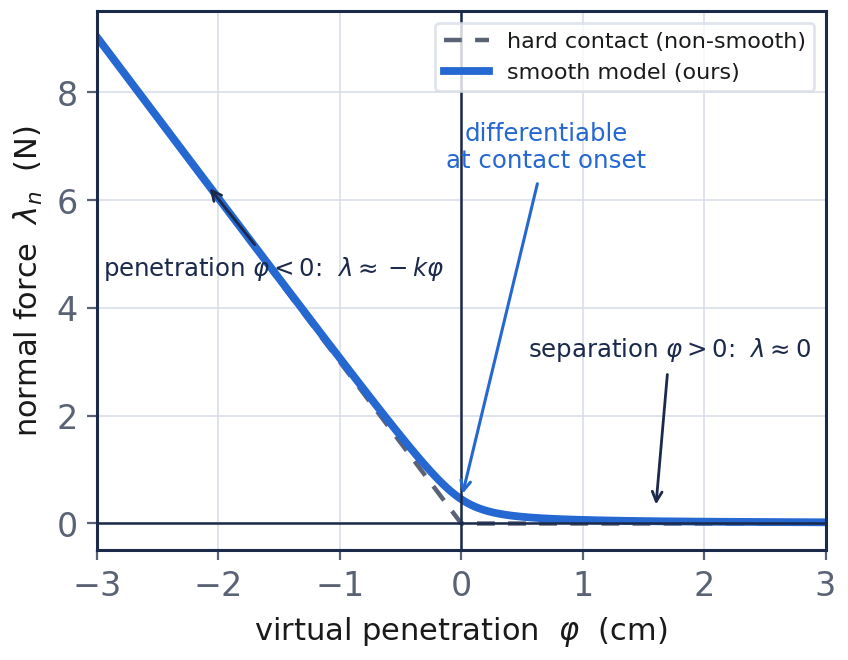 hard contact (non-smooth)
smooth model (ours)
differentiable
at contact onset
penetration φ < 0: λ ≈ − kφ
separation φ > 0: λ ≈ 0
normal force λₙ (N)
8
6
4
2
0
−3 −2 −1 0 1 2 3
virtual penetration φ (cm)